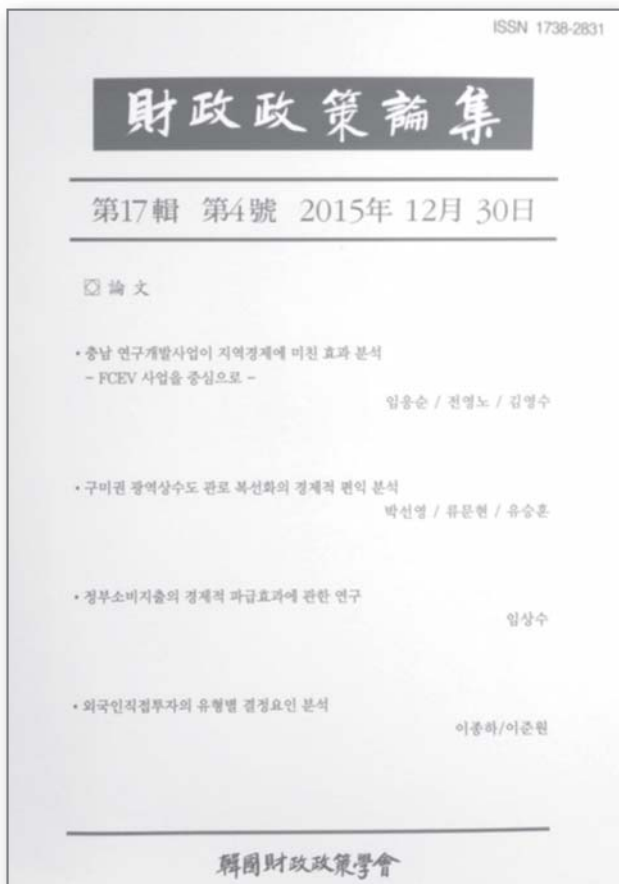 ISSN 1738-2831
財政政策論集
第17輯 第4號 2015年 12月 30日
論文
• 충남 연구개발사업이 지역경제에 미친 효과 분석
- FCEV 사업을 중심으로 -
임응순 / 전영노 / 김영수
• 구미권 광역상수도 관로 복선화의 경제적 편익 분석
박선영 / 류문현 / 유승훈
• 정부소비지출의 경제적 파급효과에 관한 연구
임상수
• 외국인직접투자의 유형별 결정요인 분석
이종하/이준원
韓國財政政策學會